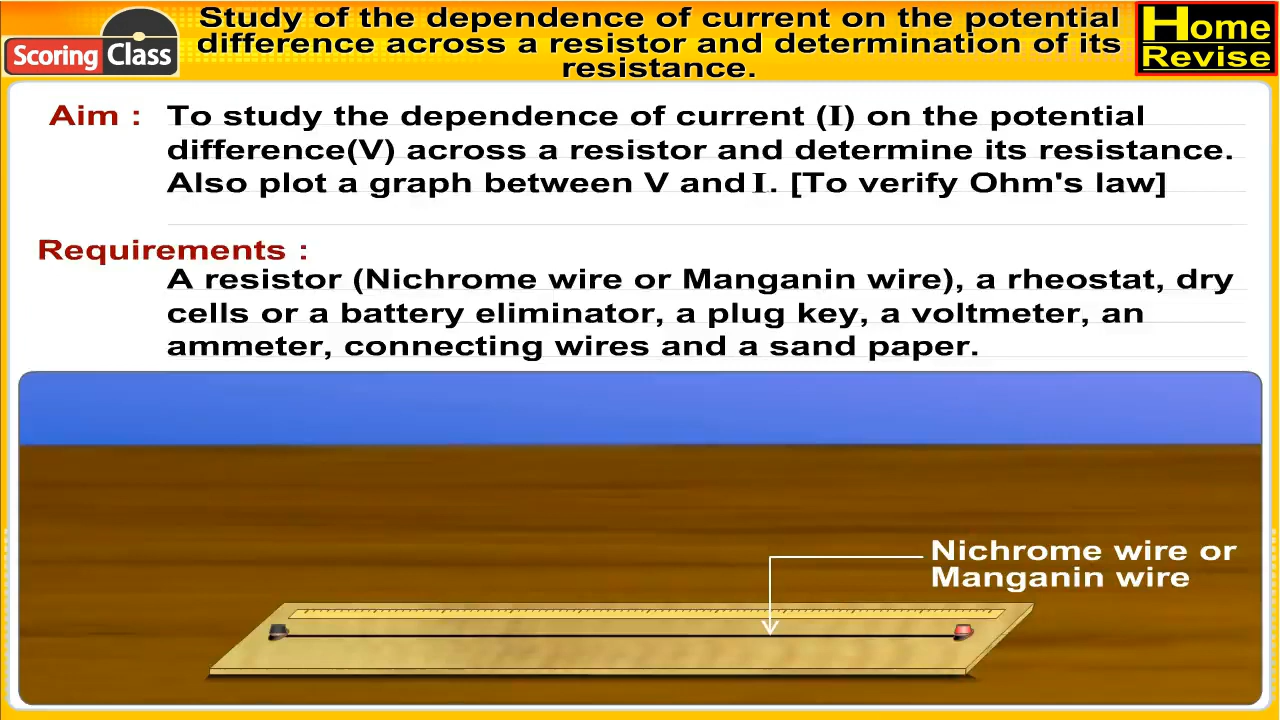 Scoring Class
Study of the dependence of current on the potential
difference across a resistor and determination of its
resistance.
Home
Revise
Aim : To study the dependence of current (I) on the potential
difference(V) across a resistor and determine its resistance.
Also plot a graph between V and I. [To verify Ohm's law]
Requirements :
A resistor (Nichrome wire or Manganin wire), a rheostat, dry
cells or a battery eliminator, a plug key, a voltmeter, an
ammeter, connecting wires and a sand paper.
Nichrome wire or
Manganin wire